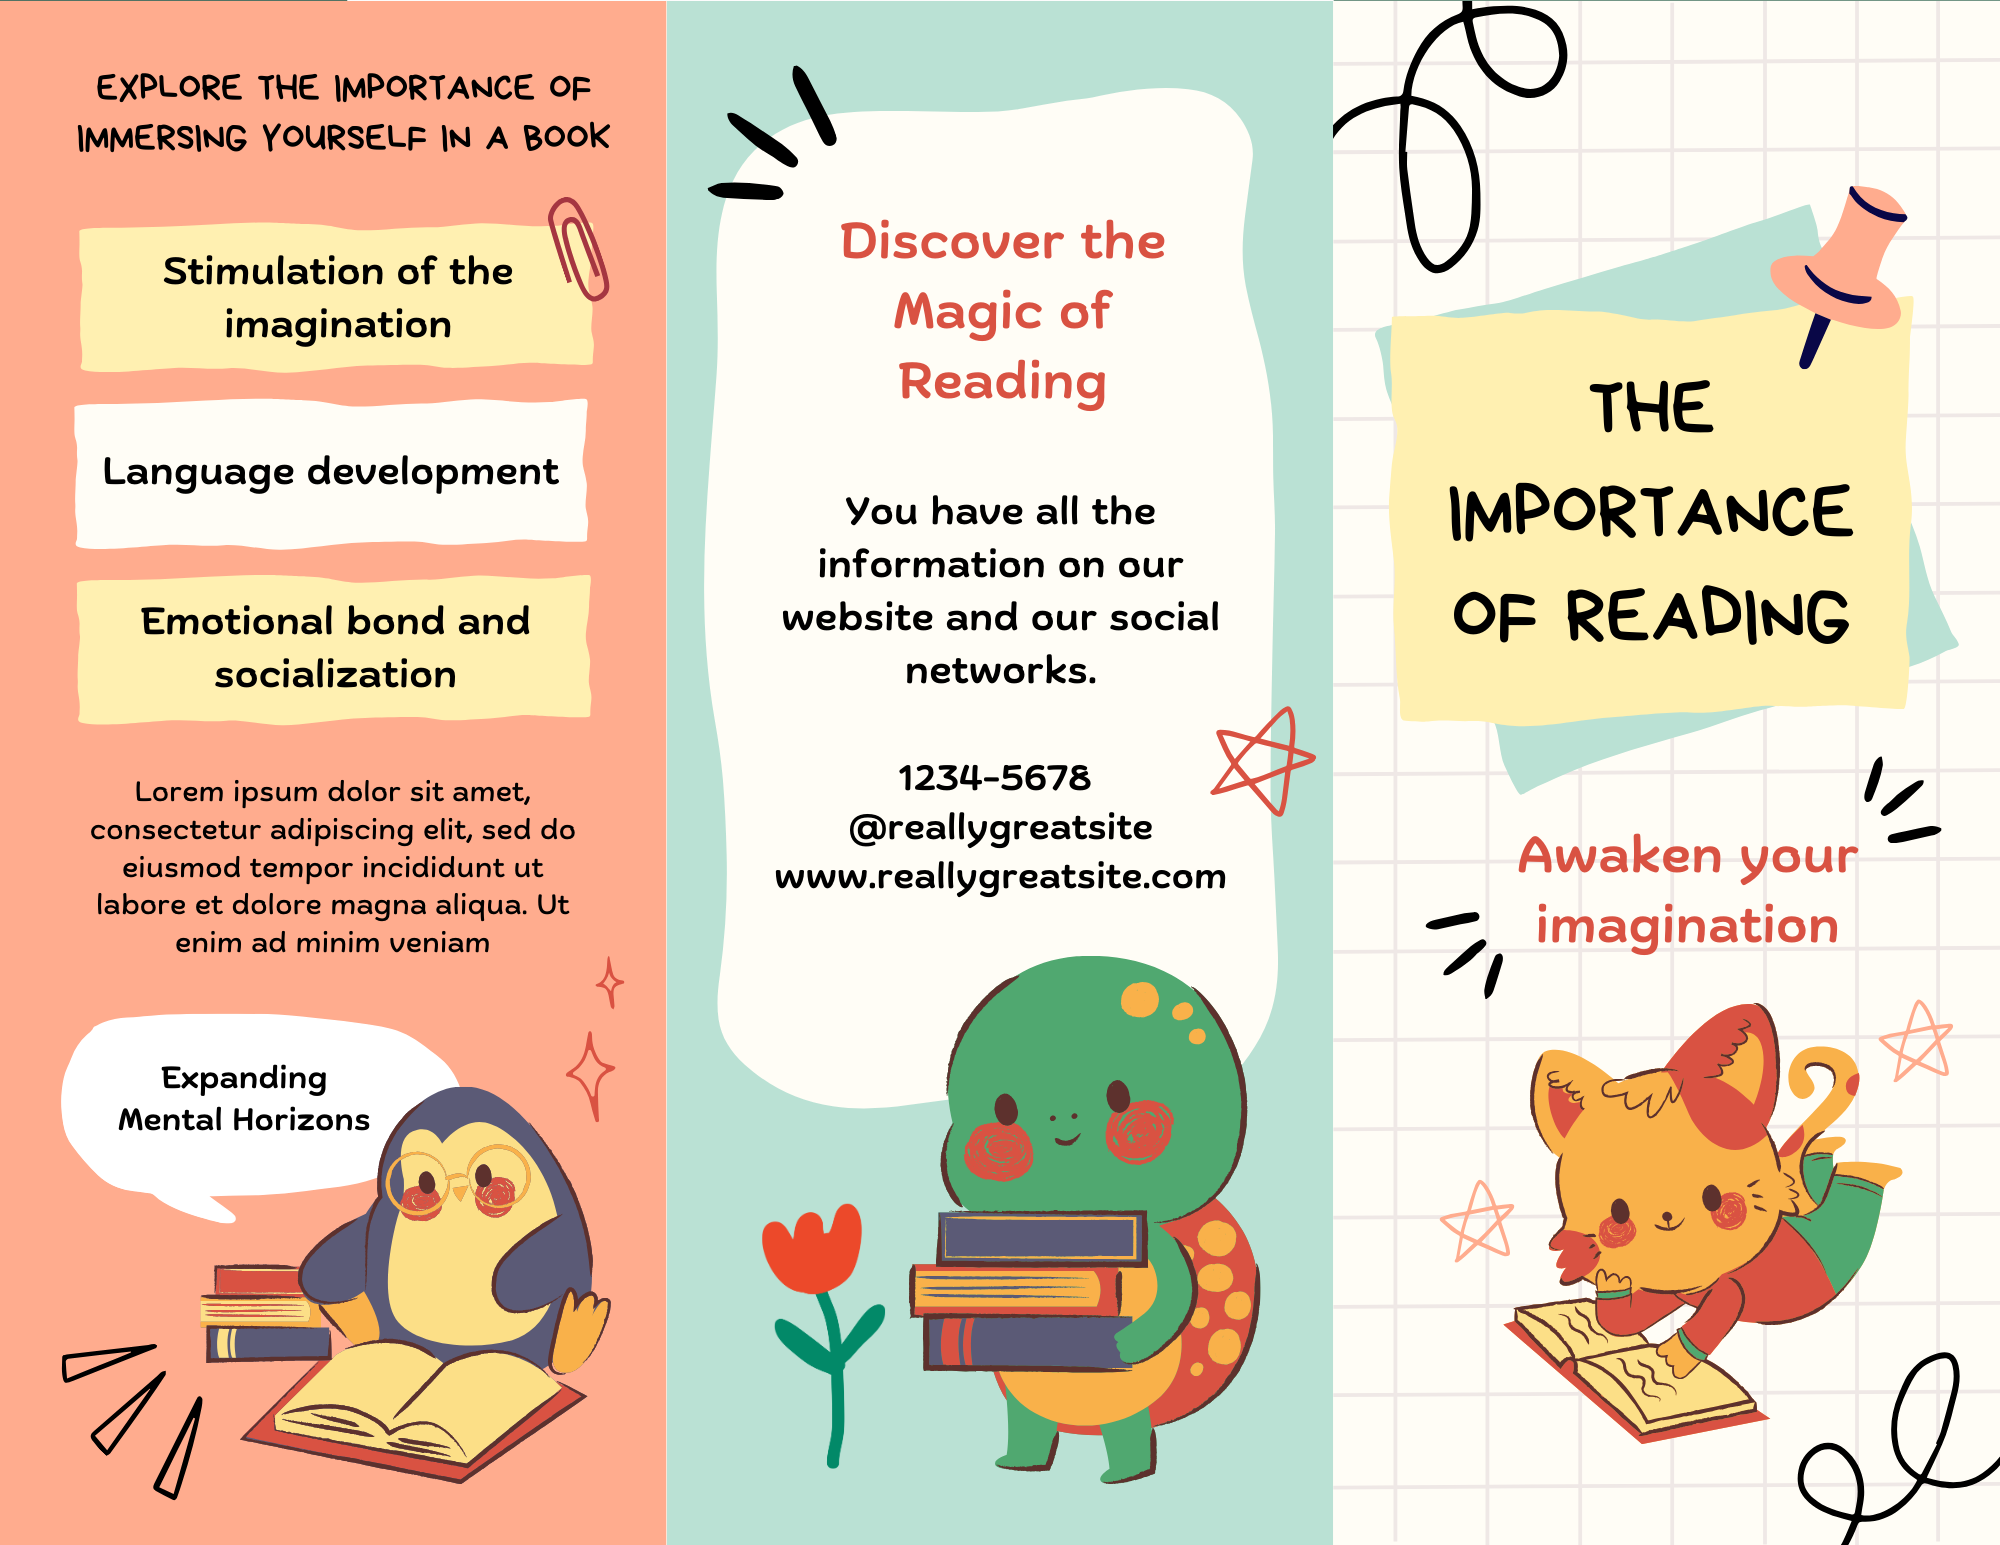 EXPLORE THE IMPORTANCE OF
IMMERSING YOURSELF IN A BOOK
Stimulation of the
imagination
Language development
Emotional bond and
socialization
Lorem ipsum dolor sit amet,
consectetur adipiscing elit, sed do
eiusmod tempor incididunt ut
labore et dolore magna aliqua. Ut
enim ad minim veniam
Expanding
Mental Horizons
Discover the
Magic of
Reading
You have all the
information on our
website and our social
networks.
1234-5678
@reallygreatsite
www.reallygreatsite.com
THE
IMPORTANCE
OF READING
Awaken your
imagination